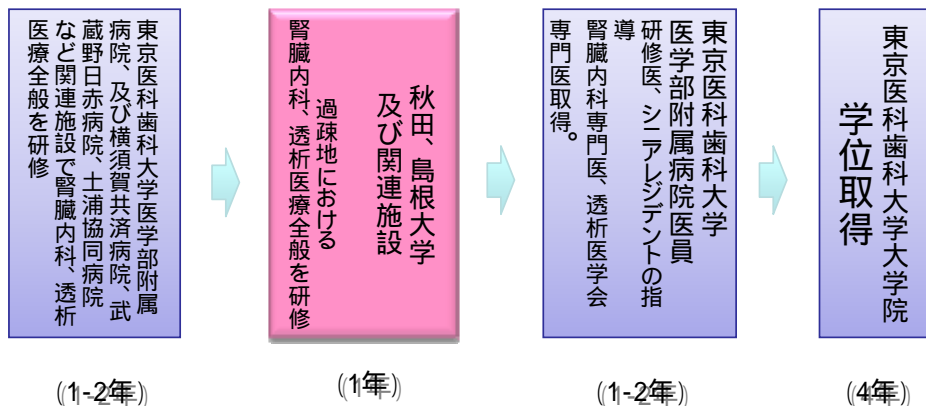 東京医科歯科大学医学部附属
病院、及び横須賀共済病院、武
蔵野日赤病院、土浦協同病院
など関連施設で腎臓内科、透析
医療全般を研修
(1-2年)
秋田、島根大学
及び関連施設
過疎地における
腎臓内科、透析医療全般を研修
(1年)
東京医科歯科大学
医学部附属病院医員
研修医、シニアレジデントの指
導
腎臓内科専門医、透析医学会
専門医取得。
(1-2年)
東京医科歯科大学大学院
学位取得
(4年)